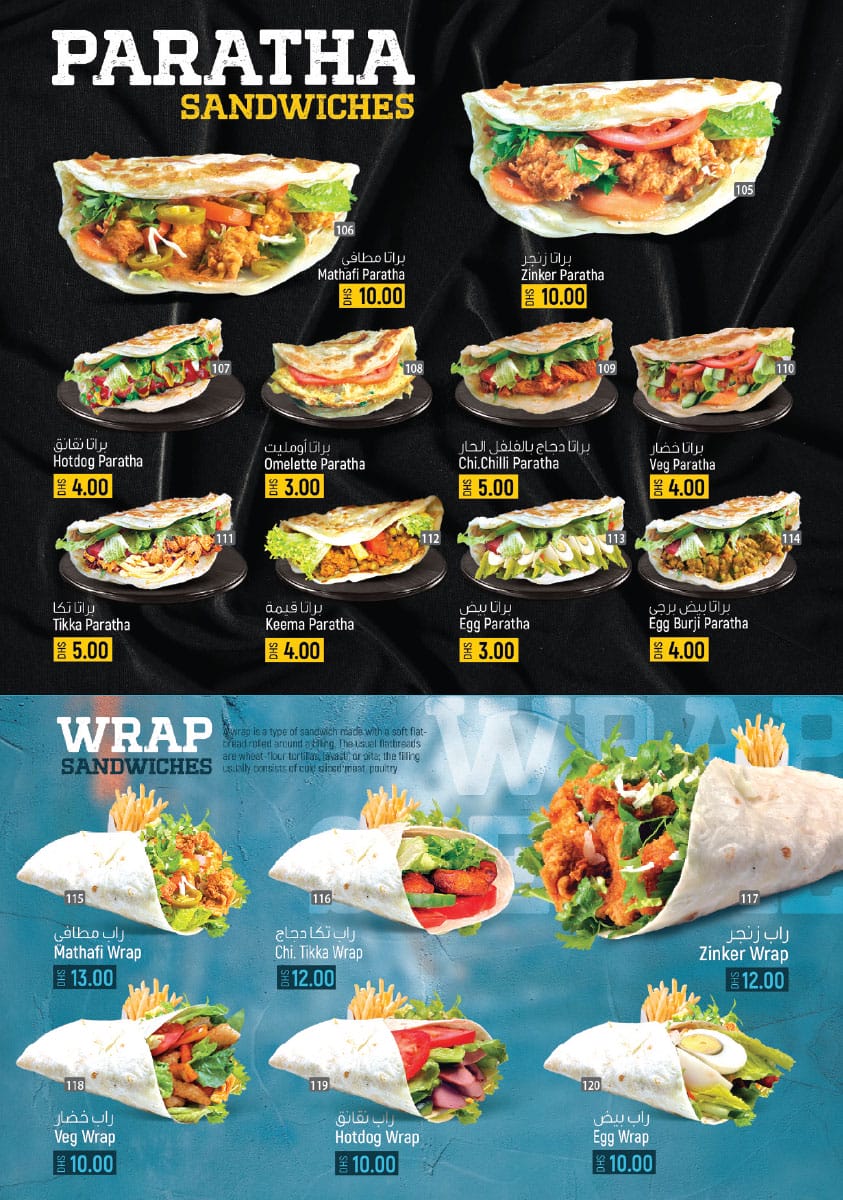 PARATHA
SANDWICHES
105
106
براتا مطافي
Mathafi Paratha
DHS 10.00
براتا زنجر
Zinker Paratha
DHS 10.00
107
108
109
110
براتا نقانق
Hotdog Paratha
DHS 4.00
براتا أومليت
Omelette Paratha
DHS 3.00
براتا دجاج بالفلفل الحار
Chi.Chilli Paratha
DHS 5.00
براتا خضار
Veg Paratha
DHS 4.00
111
112
113
114
براتا تكا
Tikka Paratha
DHS 5.00
براتا قيمة
Keema Paratha
DHS 4.00
براتا بيض
Egg Paratha
DHS 3.00
براتا بيض برجي
Egg Burji Paratha
DHS 4.00
WRAP
SANDWICHES
A wrap is a type of sandwich made with a soft flat-
bread rolled around a filling. The usual flatbreads
are wheat-flour tortillas, lavash, or pita; the filling
usually consists of cold sliced meat, poultry
WRAP
115
116
117
راب مطافي
Mathafi Wrap
DHS 13.00
راب تكا دجاج
Chi. Tikka Wrap
DHS 12.00
راب زنجر
Zinker Wrap
DHS 12.00
118
119
120
راب خضار
Veg Wrap
DHS 10.00
راب نقانق
Hotdog Wrap
DHS 10.00
راب بيض
Egg Wrap
DHS 10.00